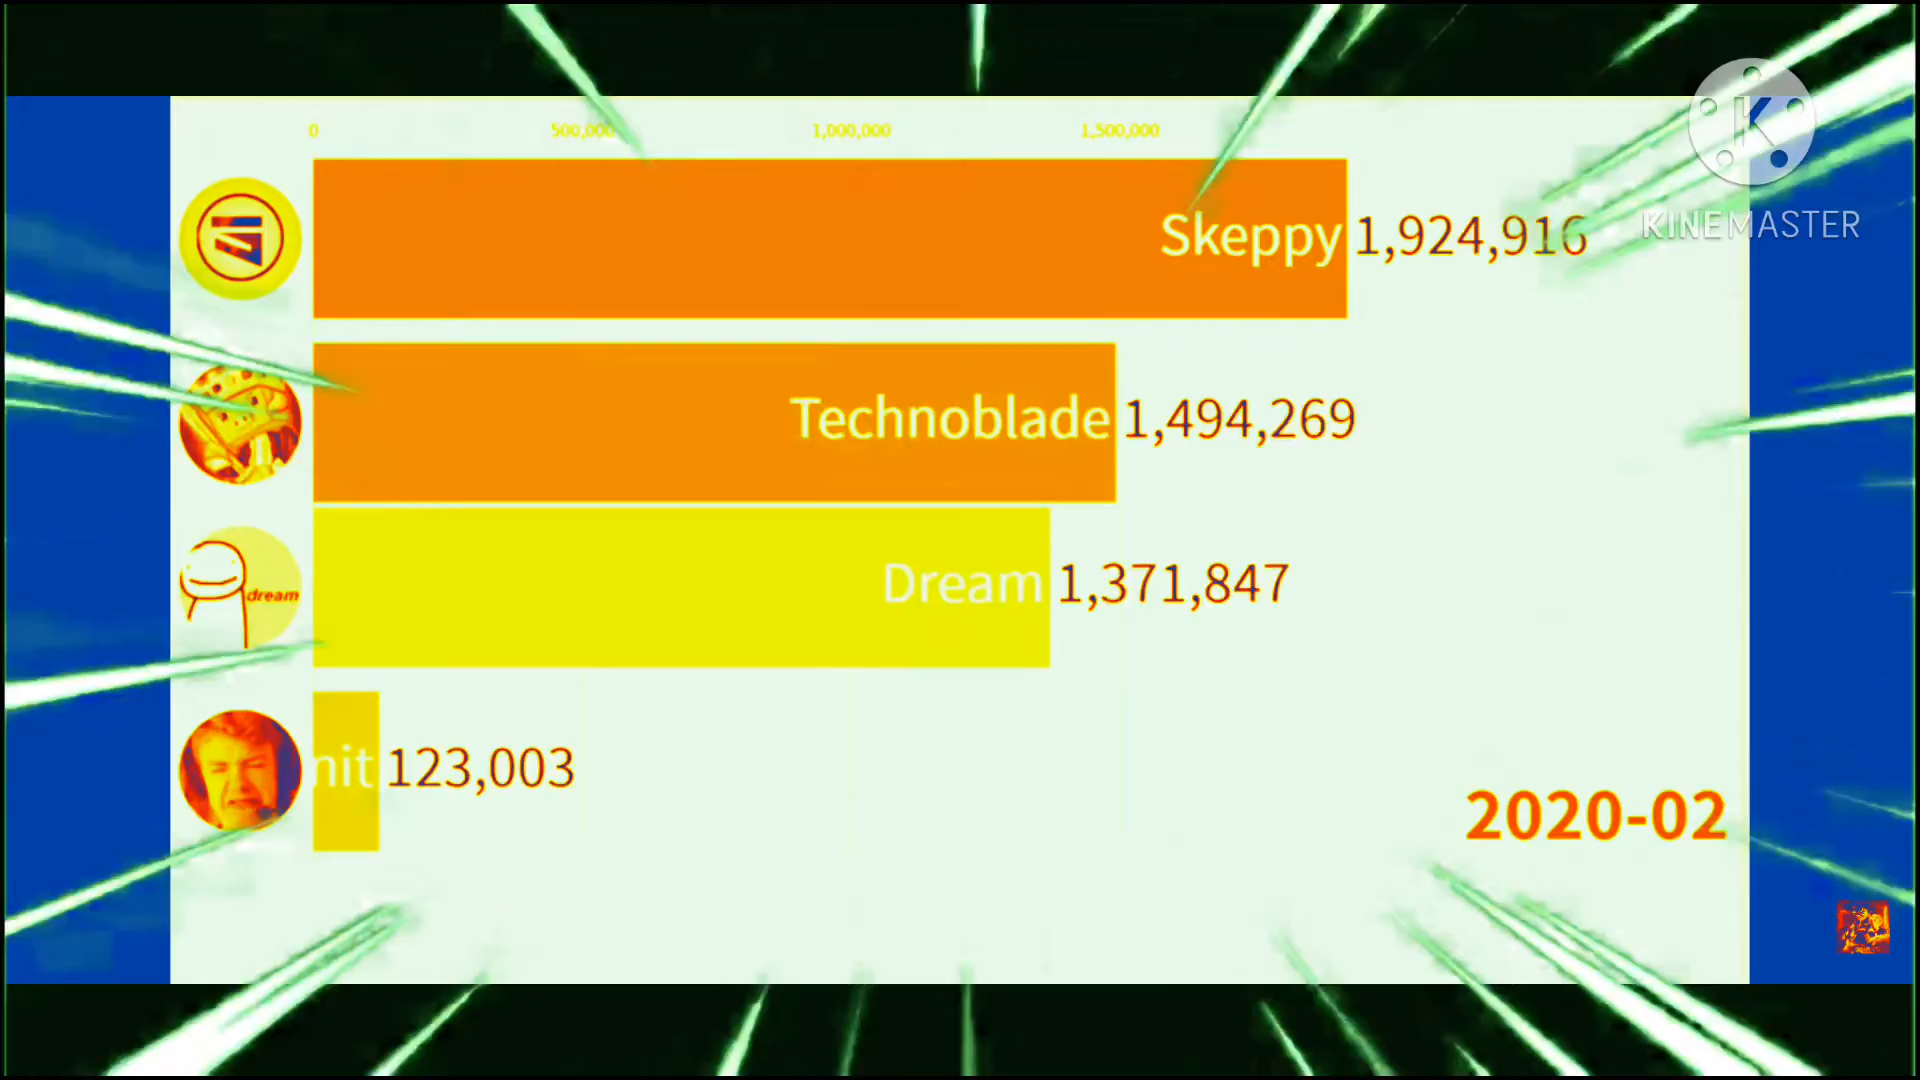 0 500,000 1,000,000 1,500,000
Skeppy 1,924,916
KINEMASTER
Technoblade 1,494,269
dream
Dream 1,371,847
nit 123,003
2020-02